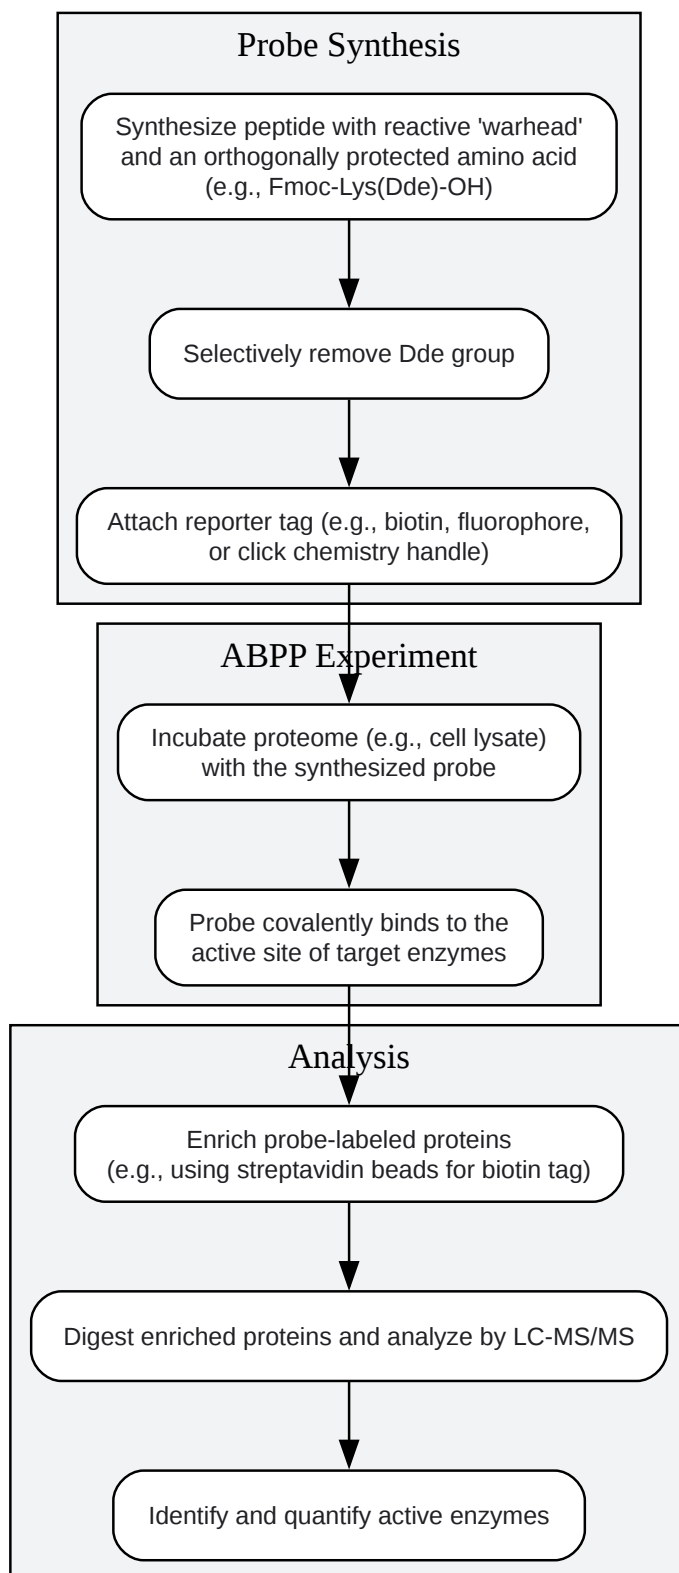 Probe Synthesis
Synthesize peptide with reactive 'warhead'
and an orthogonally protected amino acid
(e.g., Fmoc-Lys(Dde)-OH)
Selectively remove Dde group
Attach reporter tag (e.g., biotin, fluorophore,
or click chemistry handle)
ABPP Experiment
Incubate proteome (e.g., cell lysate)
with the synthesized probe
Probe covalently binds to the
active site of target enzymes
Analysis
Enrich probe-labeled proteins
(e.g., using streptavidin beads for biotin tag)
Digest enriched proteins and analyze by LC-MS/MS
Identify and quantify active enzymes